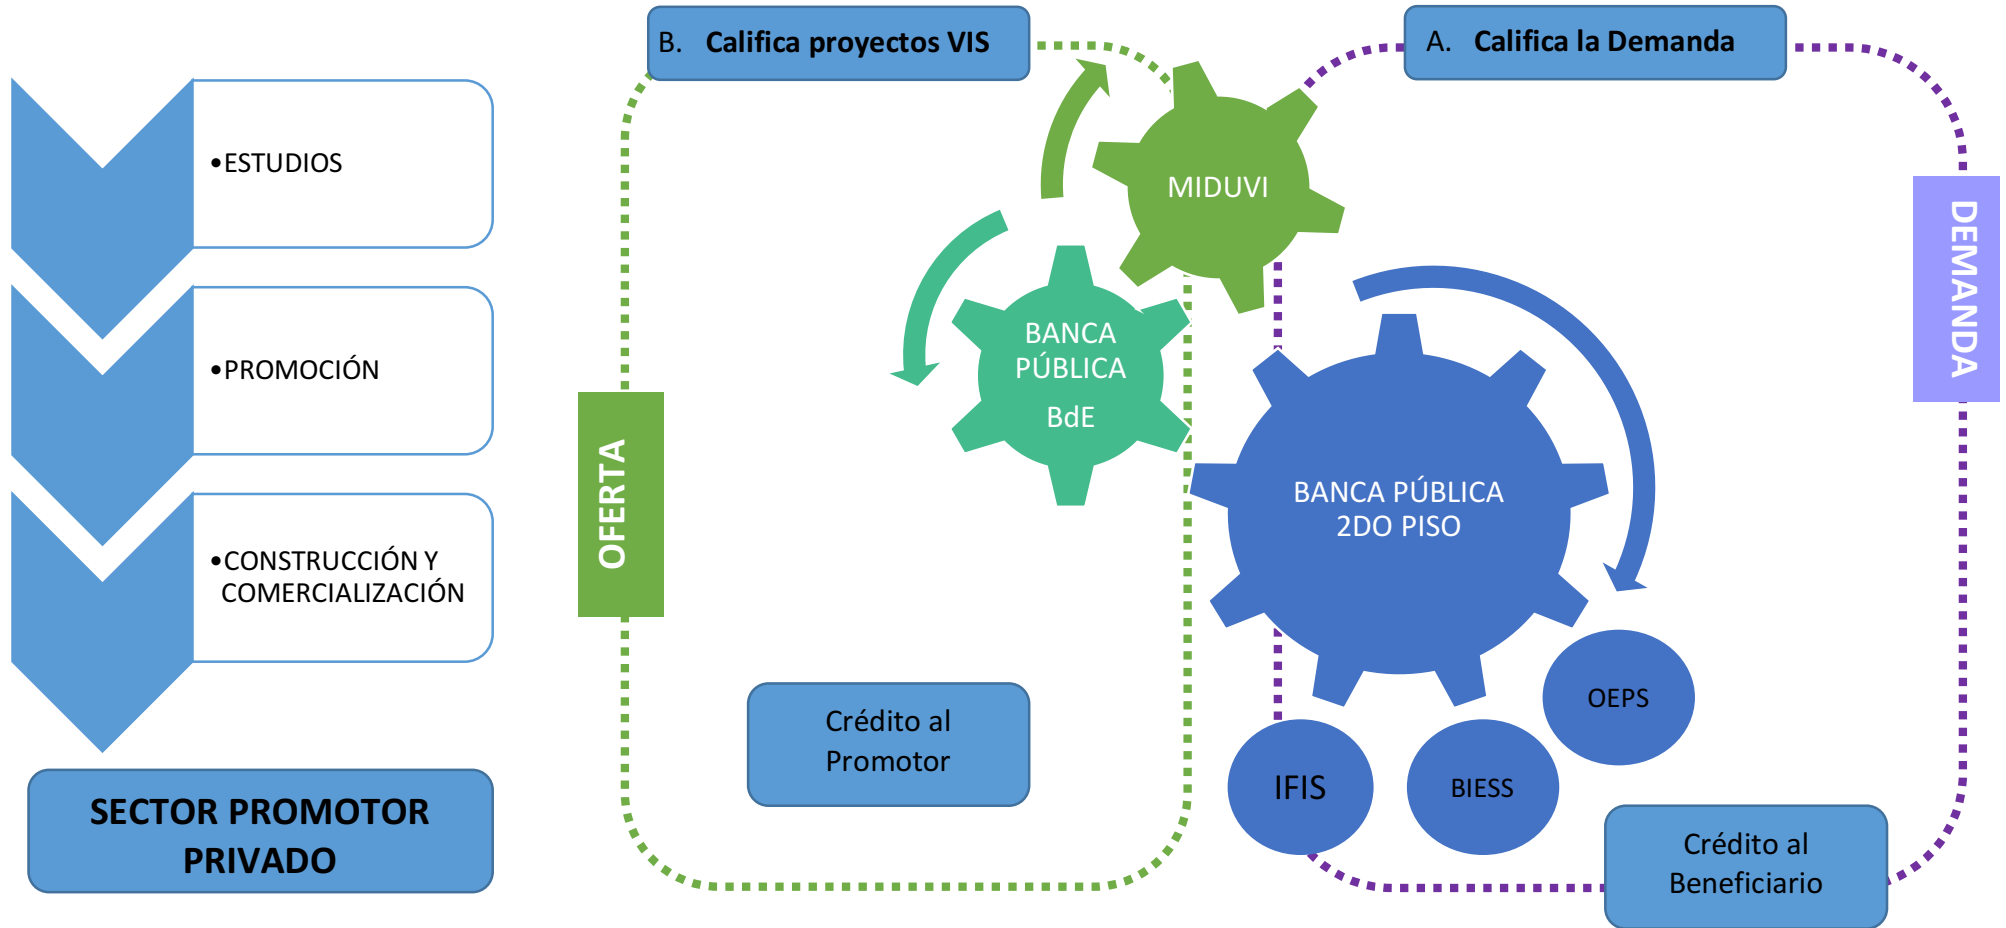 •ESTUDIOS
•PROMOCIÓN
•CONSTRUCCIÓN Y
COMERCIALIZACIÓN
SECTOR PROMOTOR
PRIVADO
B. Califica proyectos VIS
A. Califica la Demanda
MIDUVI
BANCA
PÚBLICA
BdE
OFERTA
DEMANDA
BANCA PÚBLICA
2DO PISO
Crédito al
Promotor
OEPS
IFIS
BIESS
Crédito al
Beneficiario